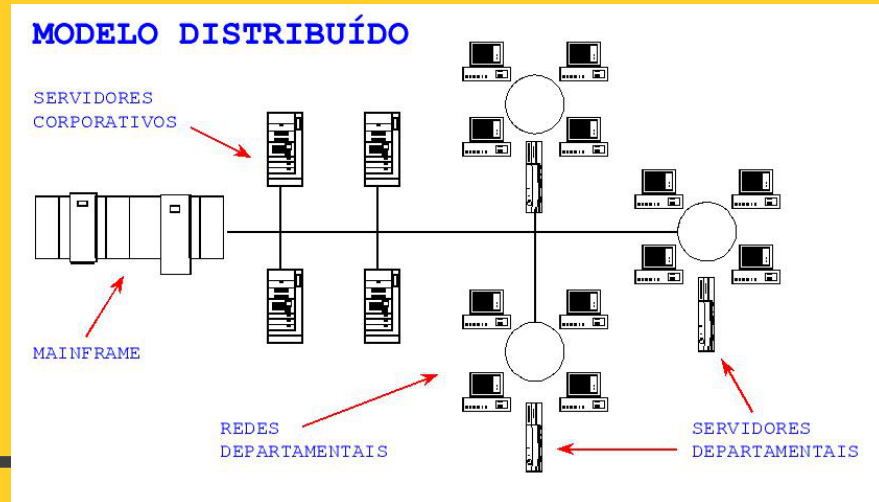 MODELO DISTRIBUÍDO
SERVIDORES
CORPORATIVOS
MAINFRAME
REDES
DEPARTAMENTAIS
SERVIDORES
DEPARTAMENTAIS